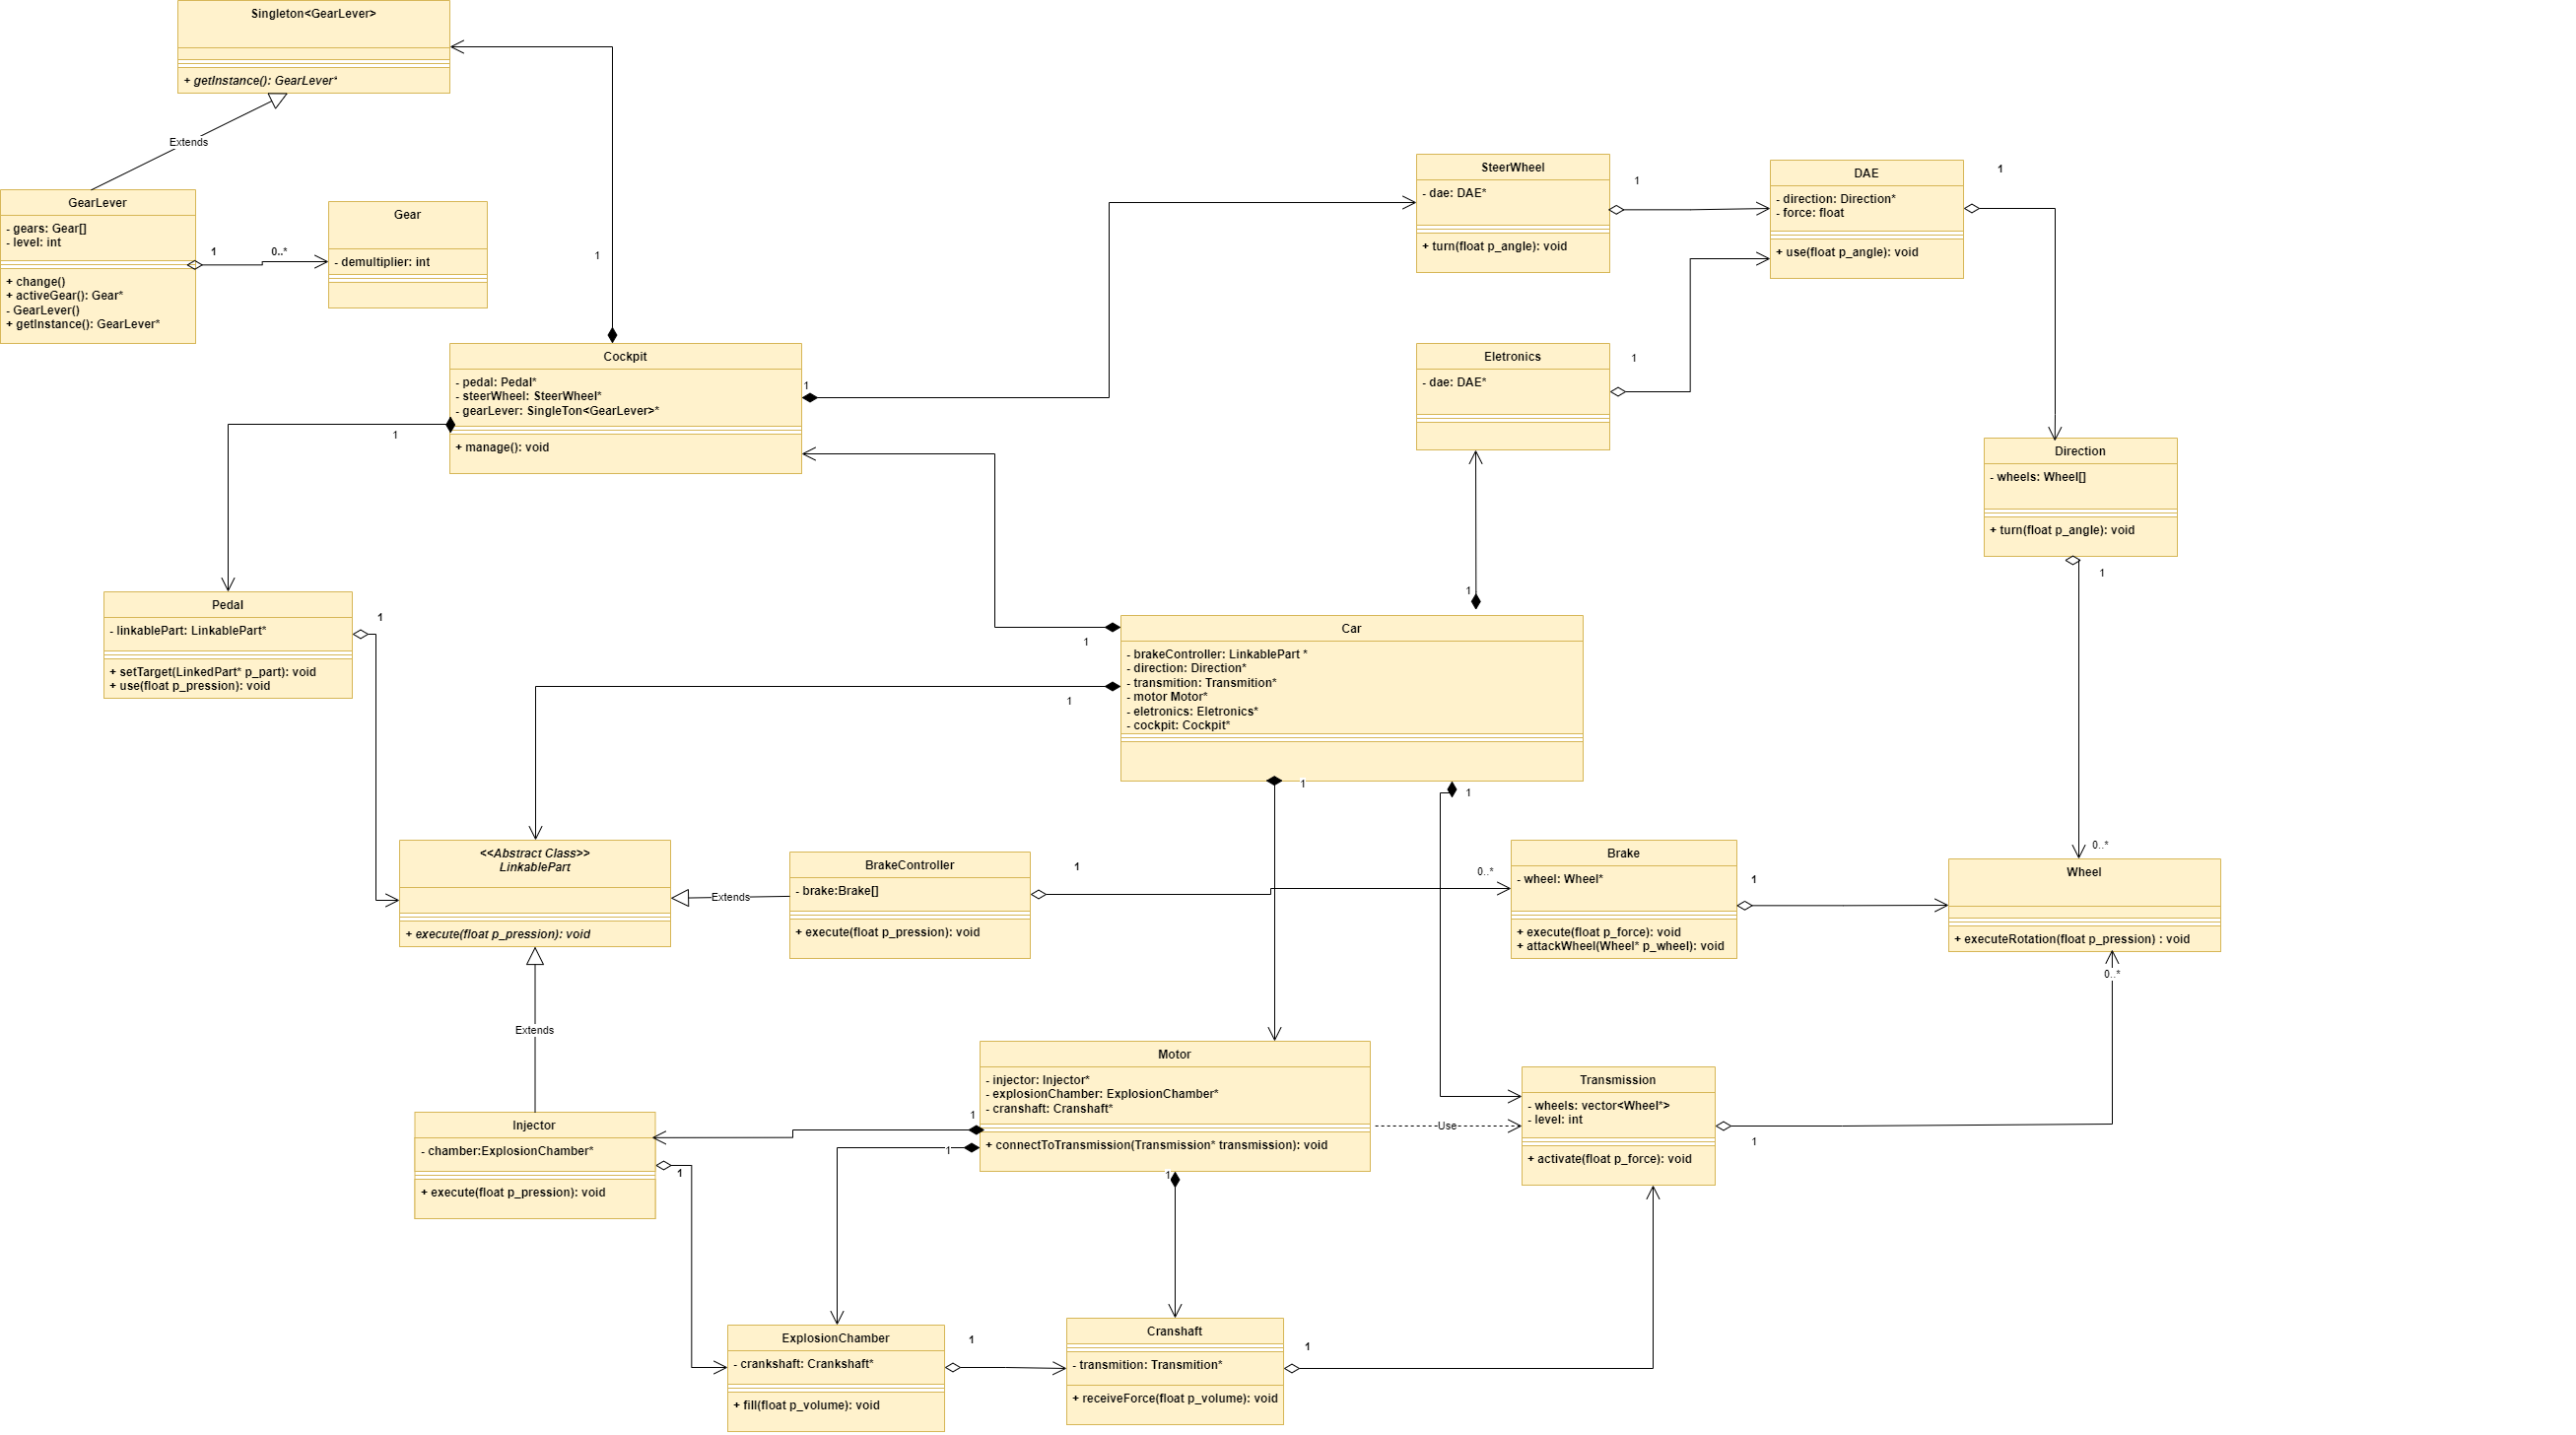 Singleton<GearLever>
+ getInstance(): GearLever*
Extends
GearLever
- gears: Gear[]
- level: int
+ change()
+ activeGear(): Gear*
- GearLever()
+ getInstance(): GearLever*
1
0..*
Gear
- demultiplier: int
1
Cockpit
- pedal: Pedal*
- steerWheel: SteerWheel*
- gearLever: SingleTon<GearLever>*
+ manage(): void
1
1
SteerWheel
- dae: DAE*
+ turn(float p_angle): void
1
DAE
- direction: Direction*
- force: float
+ use(float p_angle): void
1
Eletronics
- dae: DAE*
1
Direction
- wheels: Wheel[]
+ turn(float p_angle): void
1
0..*
Pedal
- linkablePart: LinkablePart*
+ setTarget(LinkedPart* p_part): void
+ use(float p_pression): void
1
Car
- brakeController: LinkablePart *
- direction: Direction*
- transmition: Transmition*
- motor Motor*
- eletronics: Eletronics*
- cockpit: Cockpit*
1
1
1
1
1
<<Abstract Class>>
LinkablePart
+ execute(float p_pression): void
Extends
BrakeController
- brake:Brake[]
+ execute(float p_pression): void
1
0..*
Brake
- wheel: Wheel*
+ execute(float p_force): void
+ attackWheel(Wheel* p_wheel): void
1
Wheel
+ executeRotation(float p_pression) : void
0..*
Extends
Motor
- injector: Injector*
- explosionChamber: ExplosionChamber*
- cranshaft: Cranshaft*
+ connectToTransmission(Transmission* transmission): void
1
1
1
Use
Transmission
- wheels: vector<Wheel*>
- level: int
+ activate(float p_force): void
1
Injector
- chamber:ExplosionChamber*
+ execute(float p_pression): void
1
ExplosionChamber
- crankshaft: Crankshaft*
+ fill(float p_volume): void
1
Cranshaft
- transmition: Transmition*
+ receiveForce(float p_volume): void
1